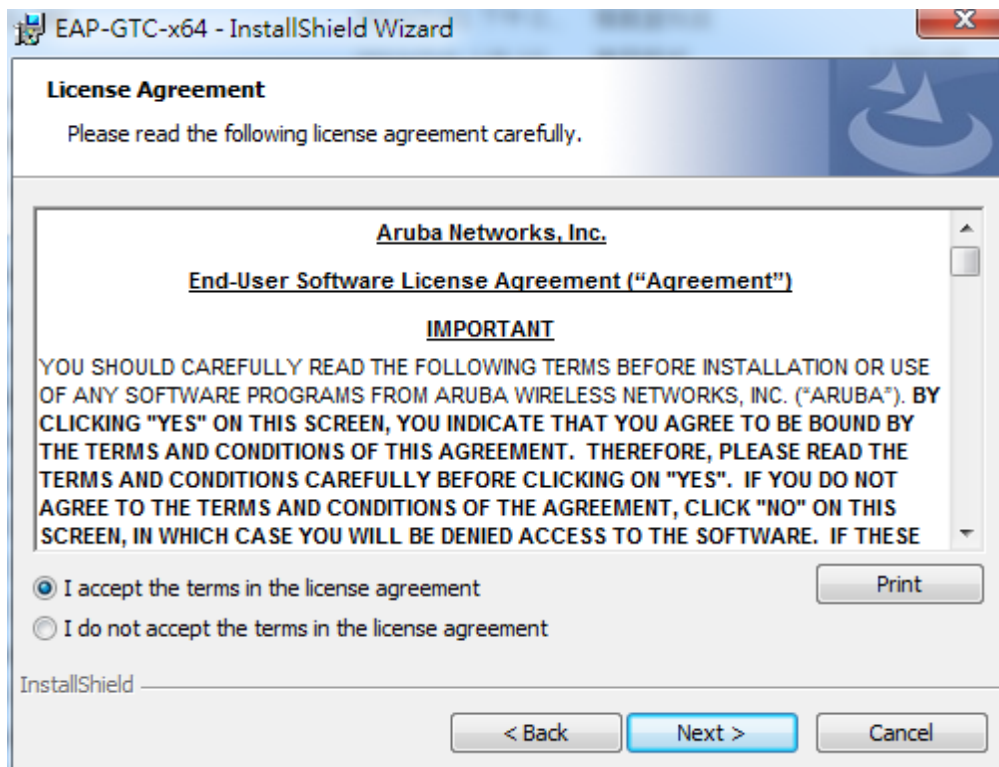 EAP-GTC-x64 - InstallShield Wizard
License Agreement
Please read the following license agreement carefully.
Aruba Networks, Inc.
End-User Software License Agreement (“Agreement”)
IMPORTANT
YOU SHOULD CAREFULLY READ THE FOLLOWING TERMS BEFORE INSTALLATION OR USE
OF ANY SOFTWARE PROGRAMS FROM ARUBA WIRELESS NETWORKS, INC. (“ARUBA”). BY
CLICKING "YES" ON THIS SCREEN, YOU INDICATE THAT YOU AGREE TO BE BOUND BY
THE TERMS AND CONDITIONS OF THIS AGREEMENT. THEREFORE, PLEASE READ THE
TERMS AND CONDITIONS CAREFULLY BEFORE CLICKING ON "YES". IF YOU DO NOT
AGREE TO THE TERMS AND CONDITIONS OF THE AGREEMENT, CLICK "NO" ON THIS
SCREEN, IN WHICH CASE YOU WILL BE DENIED ACCESS TO THE SOFTWARE. IF THESE
I accept the terms in the license agreement
Print
I do not accept the terms in the license agreement
InstallShield
< Back
Next >
Cancel